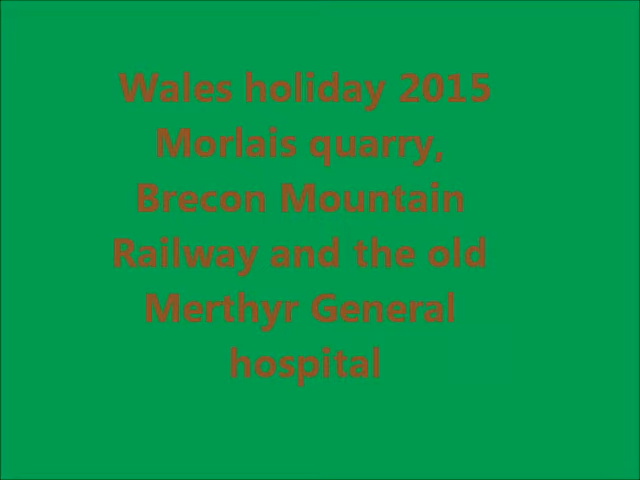 Wales holiday 2015
Morlais quarry,
Brecon Mountain
Railway and the old
Merthyr General
hospital